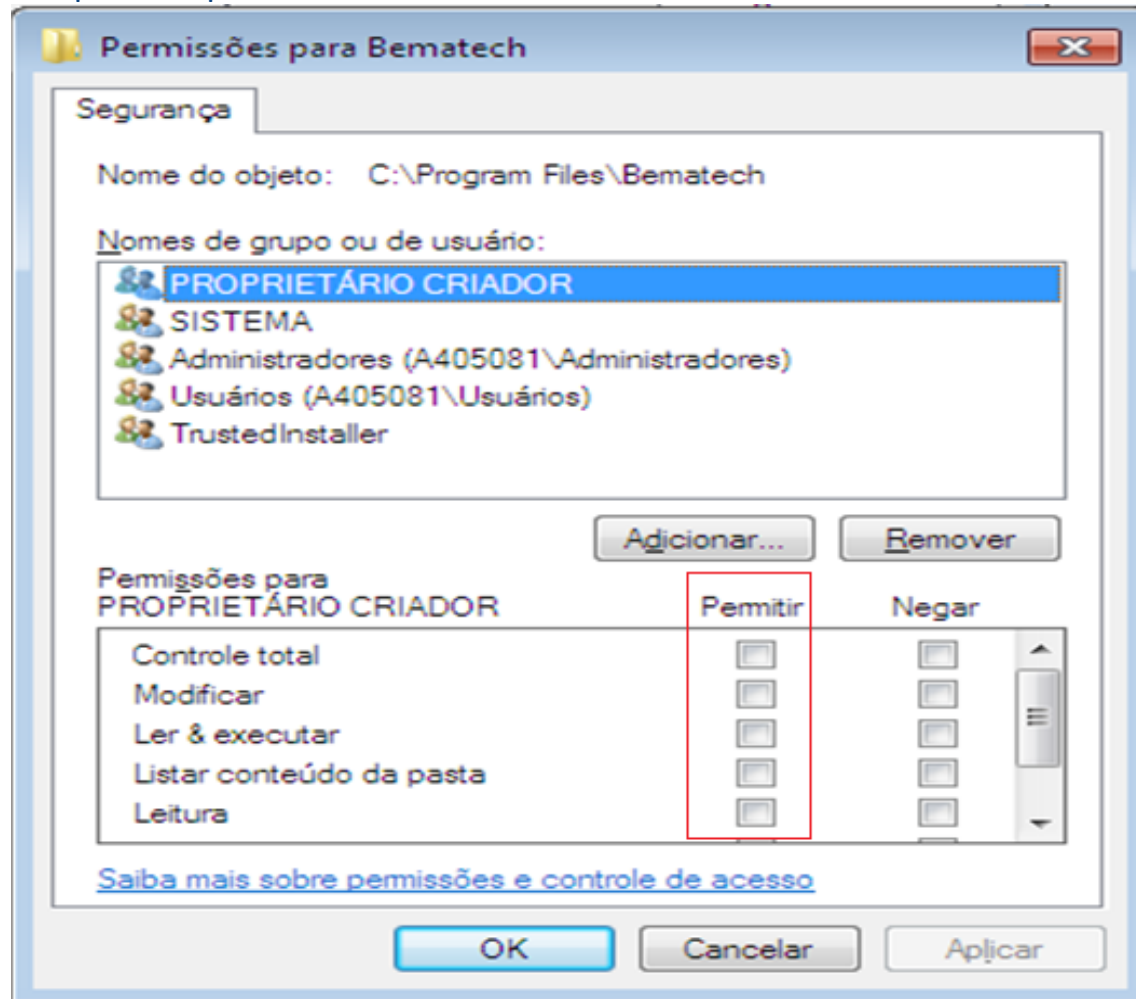 Permissões para Bematech
Segurança
Nome do objeto: C:\Program Files\Bematech
Nomes de grupo ou de usuário:
PROPRIETÁRIO CRIADOR
SISTEMA
Administradores (A405081\Administradores)
Usuários (A405081\Usuários)
TrustedInstaller
Adicionar... Remover
Permissões para
PROPRIETÁRIO CRIADOR Permitir Negar
Controle total
Modificar
Ler & executar
Listar conteúdo da pasta
Leitura
Saiba mais sobre permissões e controle de acesso
OK Cancelar Aplicar